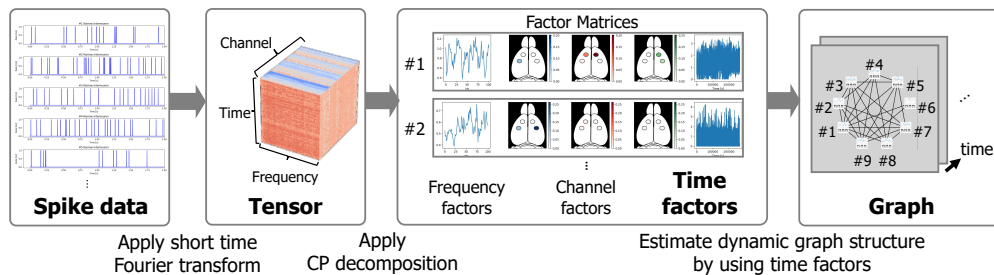 Factor Matrices
Channel
Time
Frequency
#1
#2
⋮
Frequency
factors
Channel
factors
Time
factors
#4
#3
#5
#2
#6
#1
#7
#9
#8
...
time
Spike data
Tensor
Graph
Apply short time
Fourier transform
Apply
CP decomposition
Estimate dynamic graph structure
by using time factors